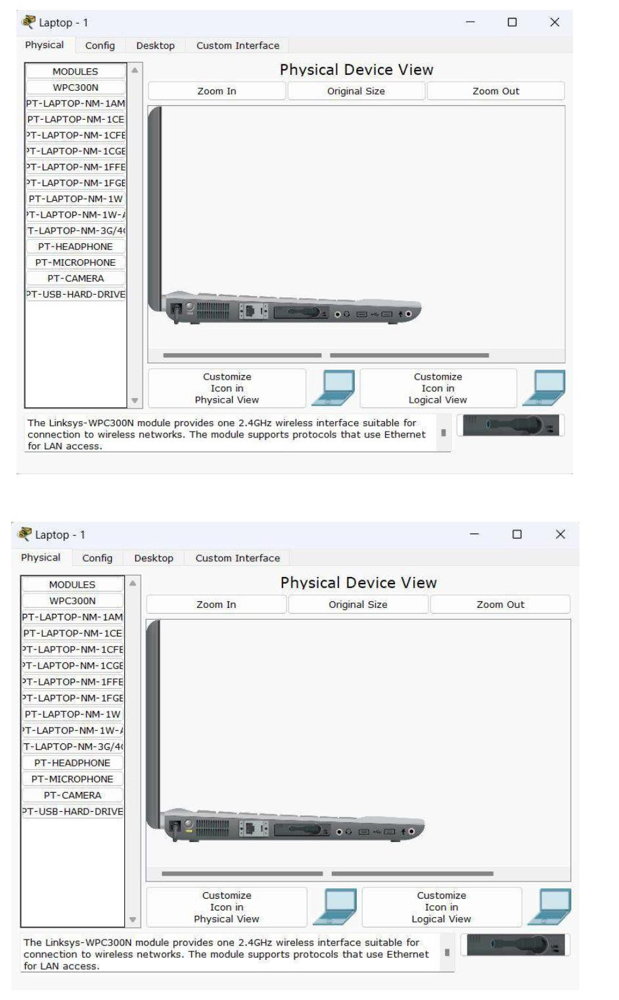 Laptop - 1
Physical Config Desktop Custom Interface
MODULES
WPC300N
PT-LAPTOP-NM-1AM
PT-LAPTOP-NM-1CE
PT-LAPTOP-NM-1CFE
PT-LAPTOP-NM-1CGE
PT-LAPTOP-NM-1FFE
PT-LAPTOP-NM-1FGE
PT-LAPTOP-NM-1W
PT-LAPTOP-NM-1W-A
T-LAPTOP-NM-3G/4G
PT-HEADPHONE
PT-MICROPHONE
PT-CAMERA
PT-USB-HARD-DRIVE
Physical Device View
Zoom In Original Size Zoom Out
Customize
Icon in
Physical View
Customize
Icon in
Logical View
The Linksys-WPC300N module provides one 2.4GHz wireless interface suitable for
connection to wireless networks. The module supports protocols that use Ethernet
for LAN access.
Laptop - 1
Physical Config Desktop Custom Interface
MODULES
WPC300N
PT-LAPTOP-NM-1AM
PT-LAPTOP-NM-1CE
PT-LAPTOP-NM-1CFE
PT-LAPTOP-NM-1CGE
PT-LAPTOP-NM-1FFE
PT-LAPTOP-NM-1FGE
PT-LAPTOP-NM-1W
PT-LAPTOP-NM-1W-A
T-LAPTOP-NM-3G/4G
PT-HEADPHONE
PT-MICROPHONE
PT-CAMERA
PT-USB-HARD-DRIVE
Physical Device View
Zoom In Original Size Zoom Out
Customize
Icon in
Physical View
Customize
Icon in
Logical View
The Linksys-WPC300N module provides one 2.4GHz wireless interface suitable for
connection to wireless networks. The module supports protocols that use Ethernet
for LAN access.